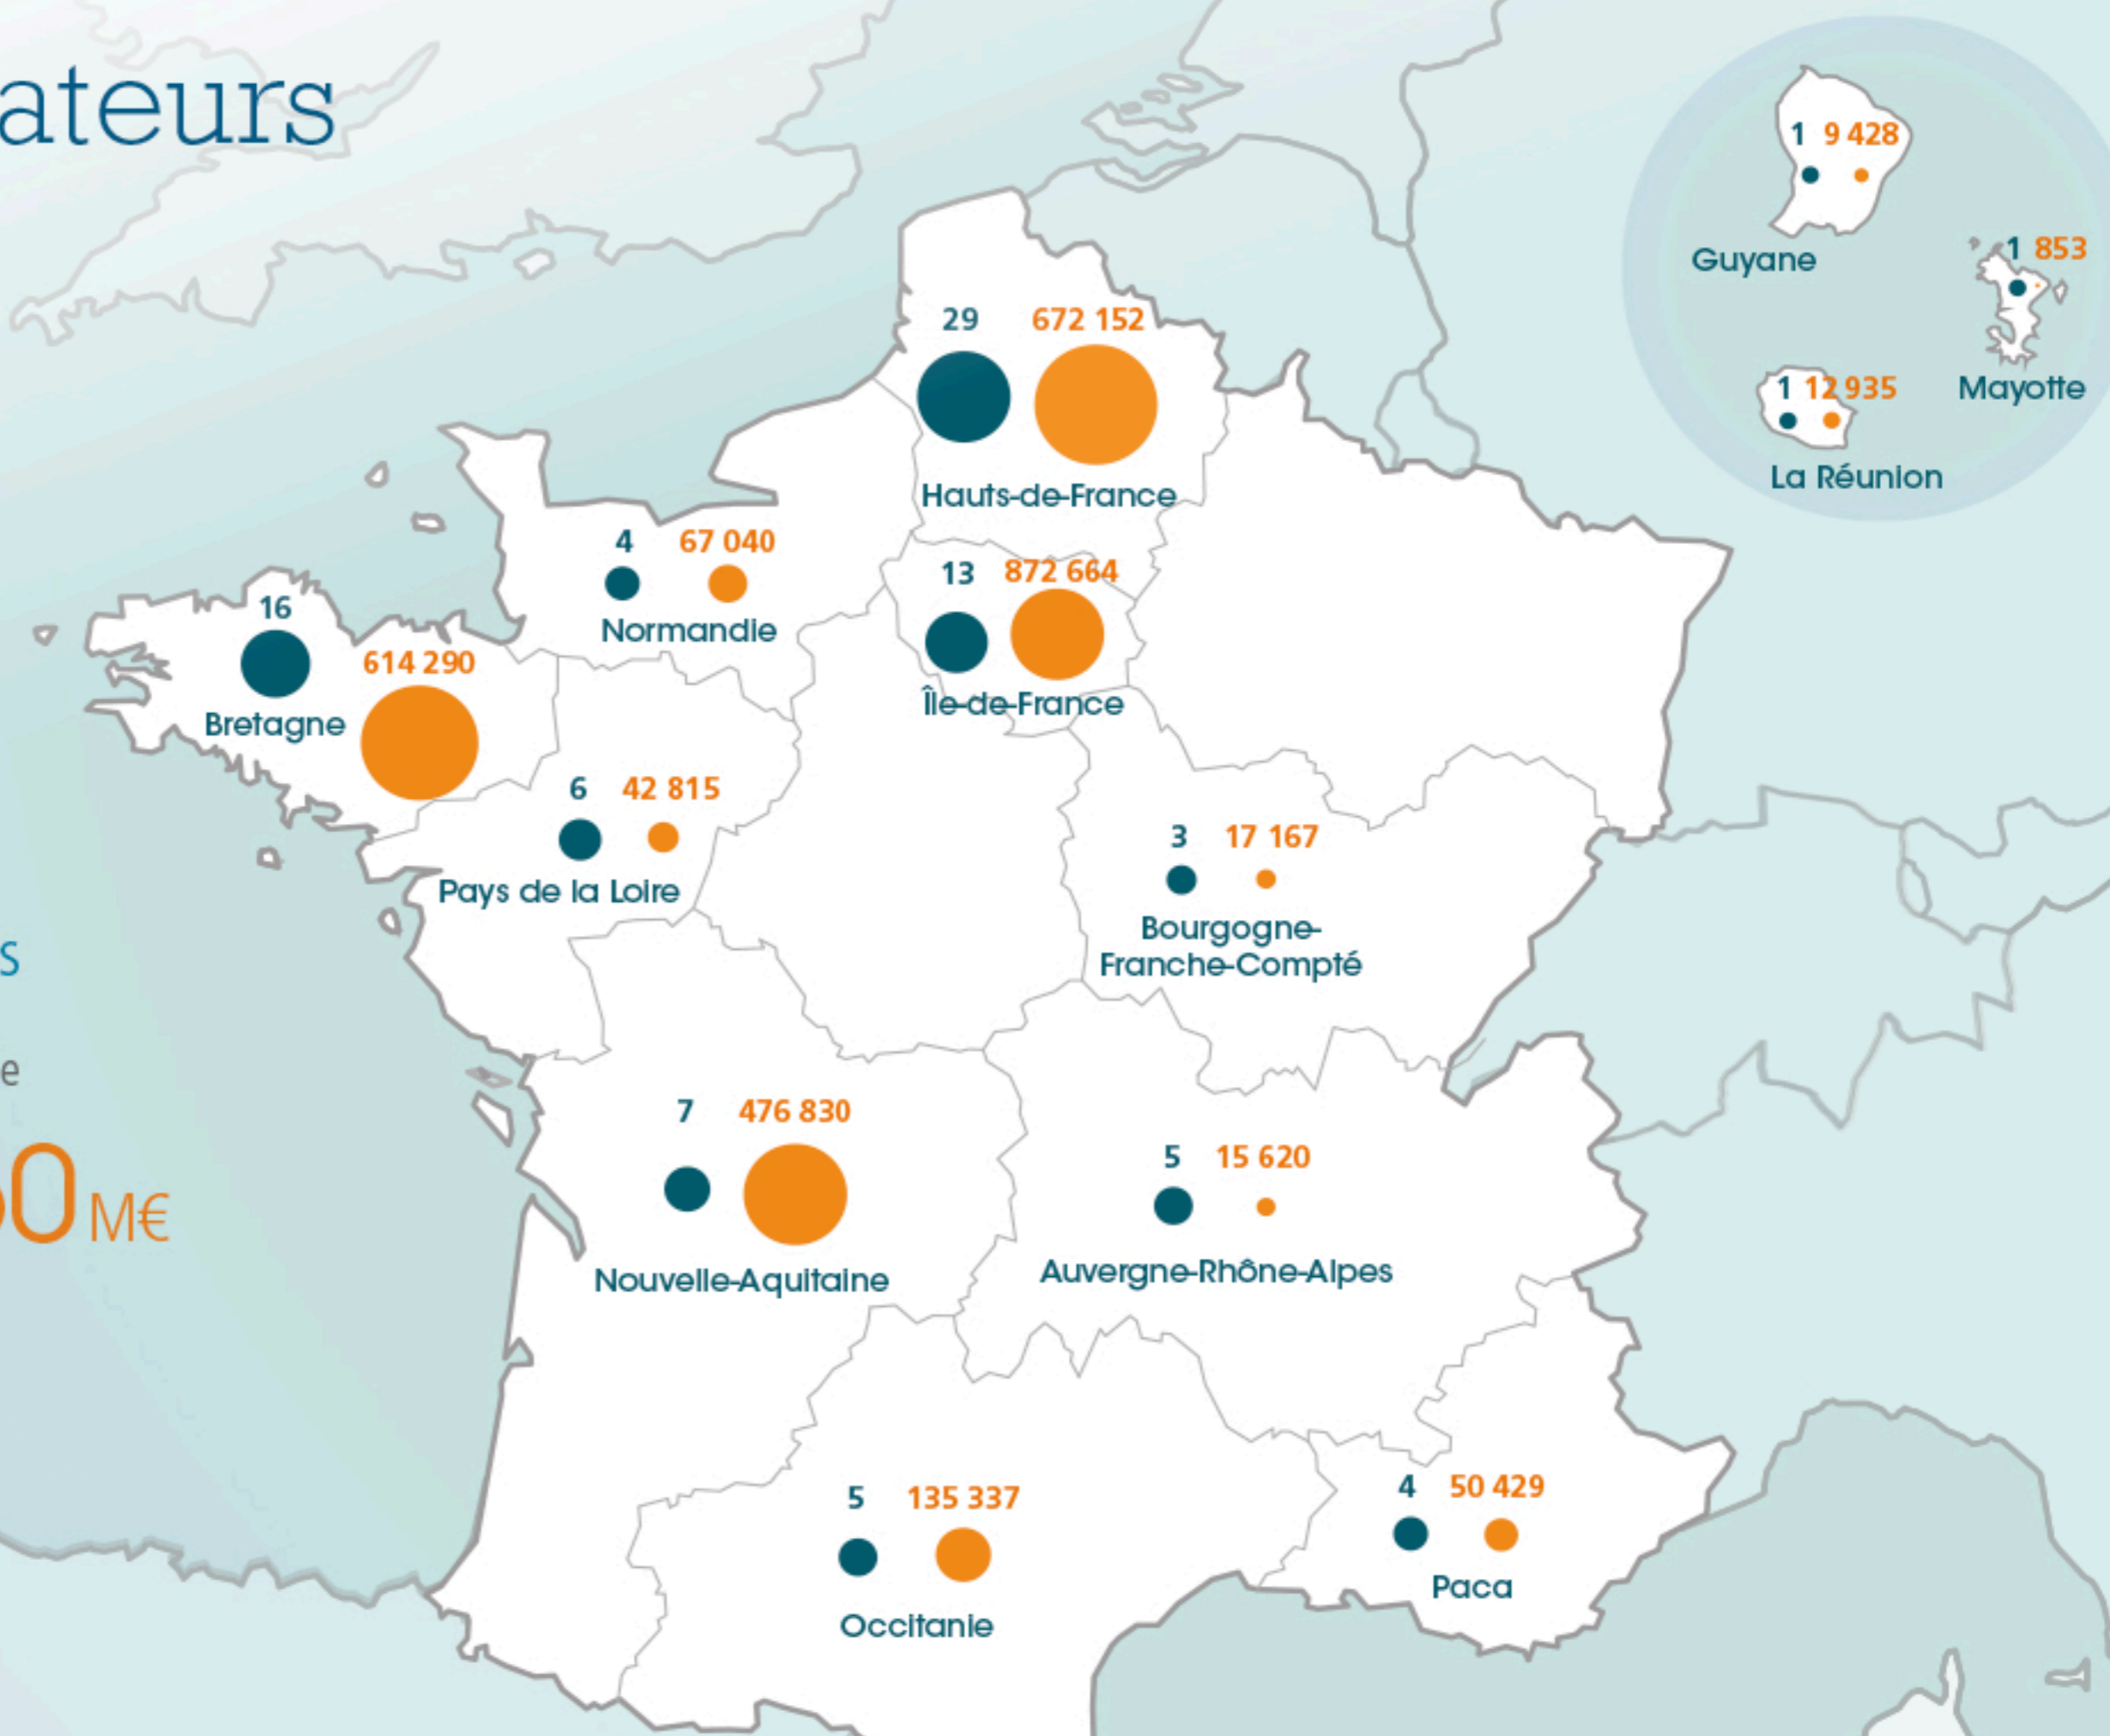 ateurs
1 9 428
Guyane
1 853
Mayotte
1 12 935
La Réunion
29 672 152
Hauts-de-France
4 67 040
Normandie
13 872 664
Île-de-France
16
614 290
Bretagne
6 42 815
Pays de la Loire
3 17 167
Bourgogne-
Franche-Compté
s
e
0 M€
7 476 830
Nouvelle-Aquitaine
5 15 620
Auvergne-Rhône-Alpes
5 135 337
Occitanie
4 50 429
Paca